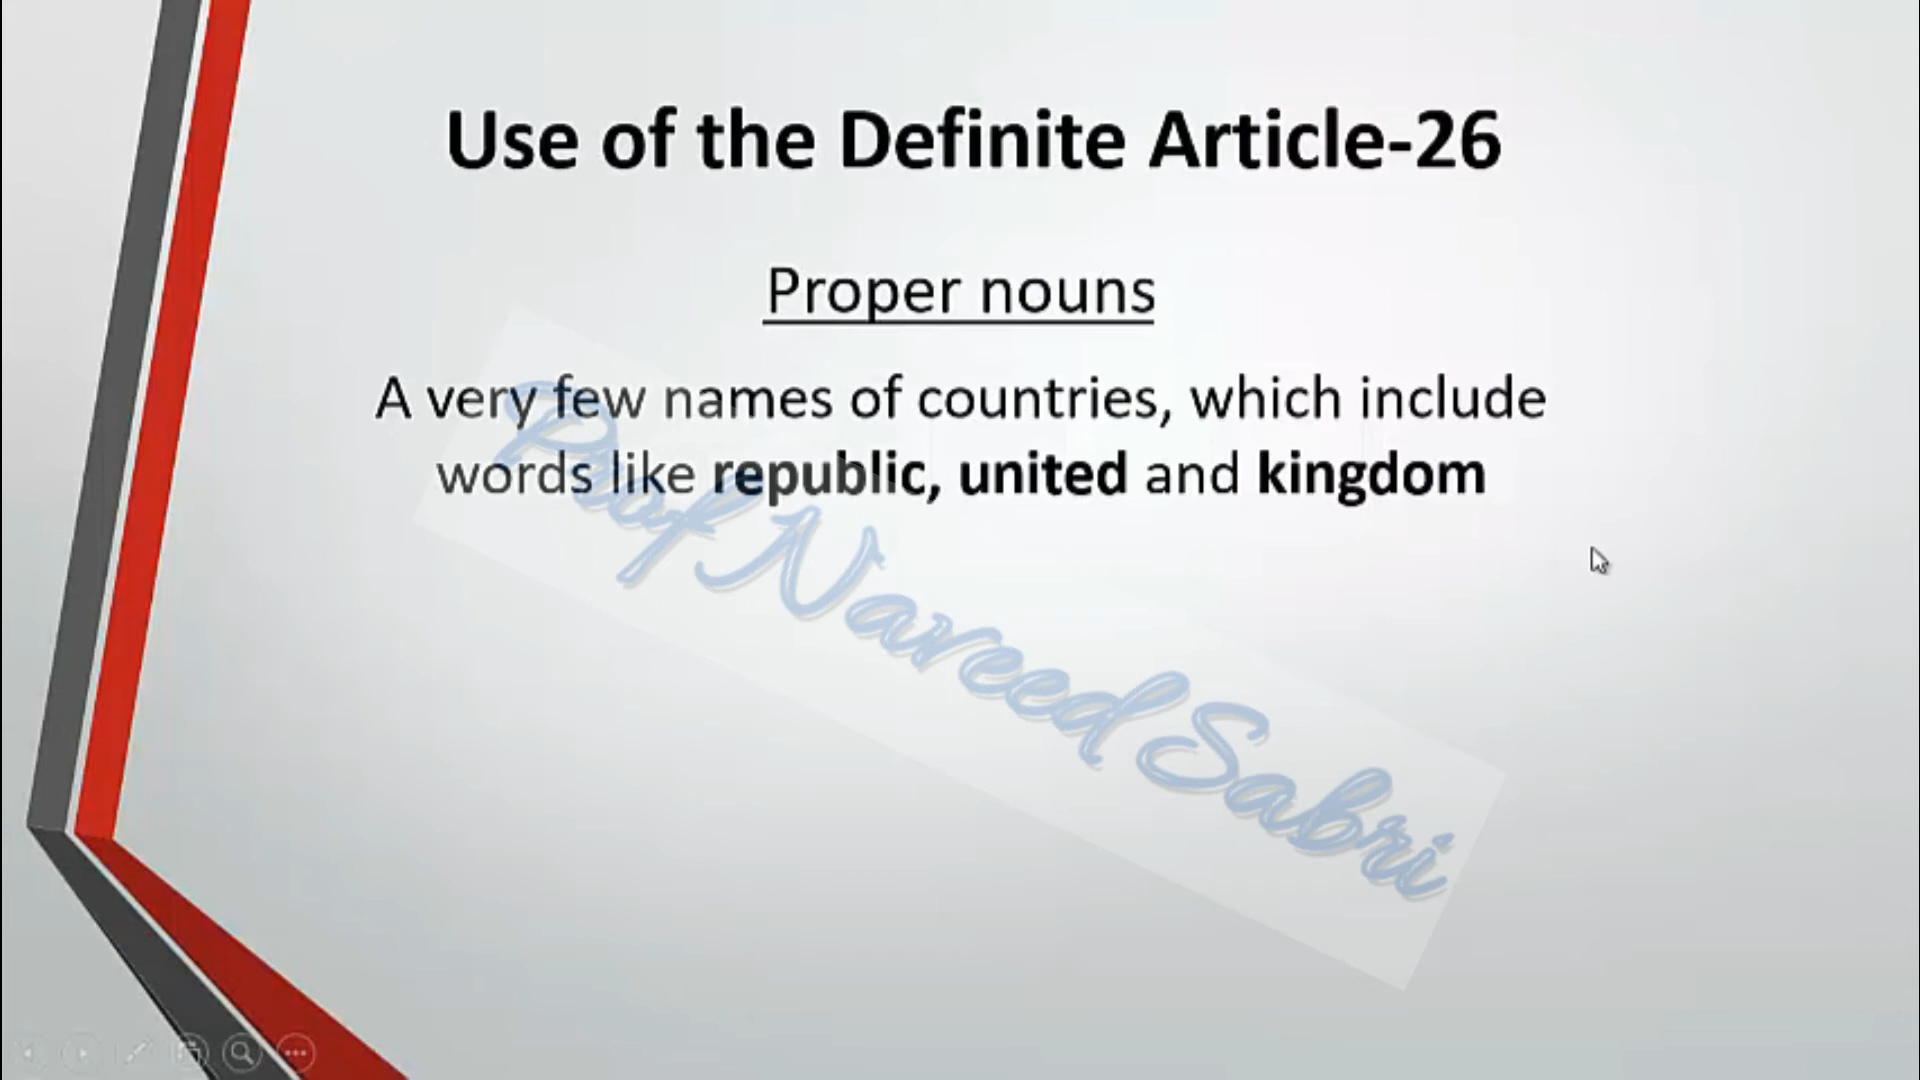 Use of the Definite Article-26
Proper nouns
A very few names of countries, which include
words like republic, united and kingdom
Prof Naveed Sabri